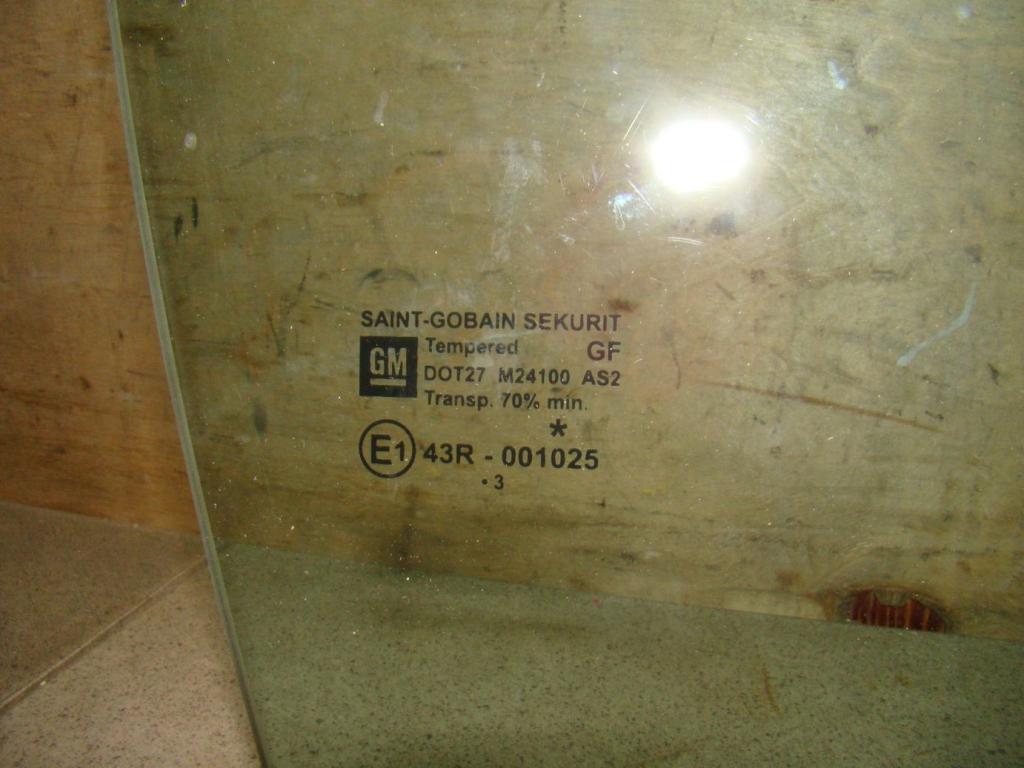 SAINT-GOBAIN SEKURIT
GM
Tempered GF
DOT27 M24100 AS2
Transp. 70% min.
*
E1 43R - 001025
• 3